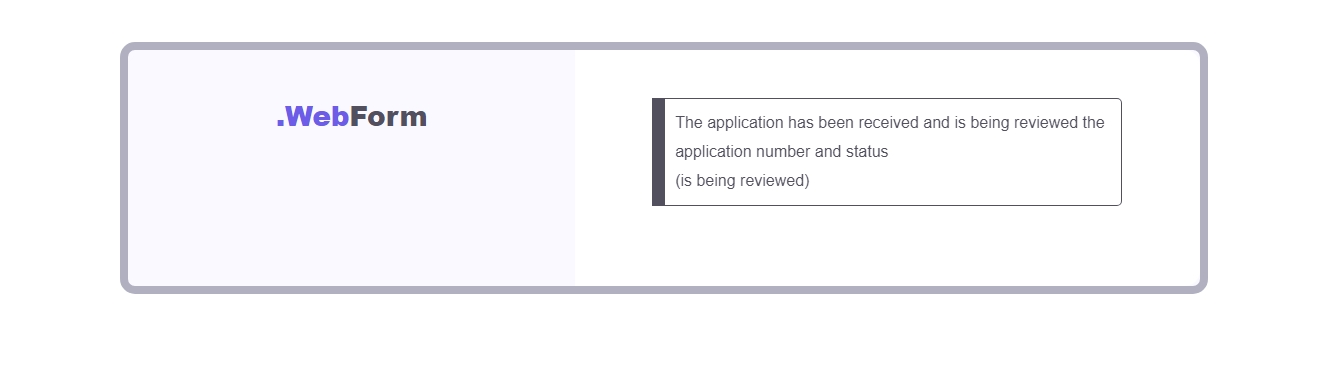 .WebForm
The application has been received and is being reviewed the
application number and status
(is being reviewed)